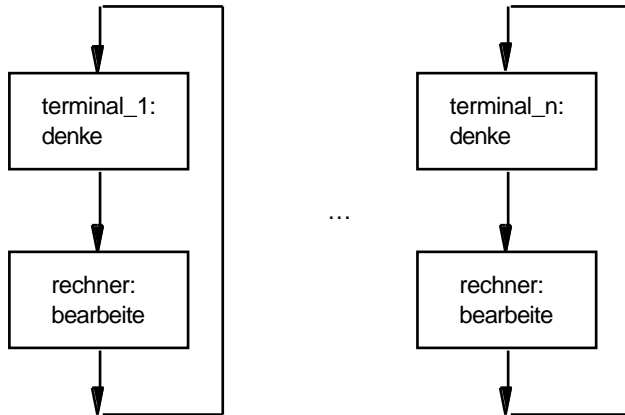 terminal_1:
denke
terminal_n:
denke
...
rechner:
bearbeite
rechner:
bearbeite